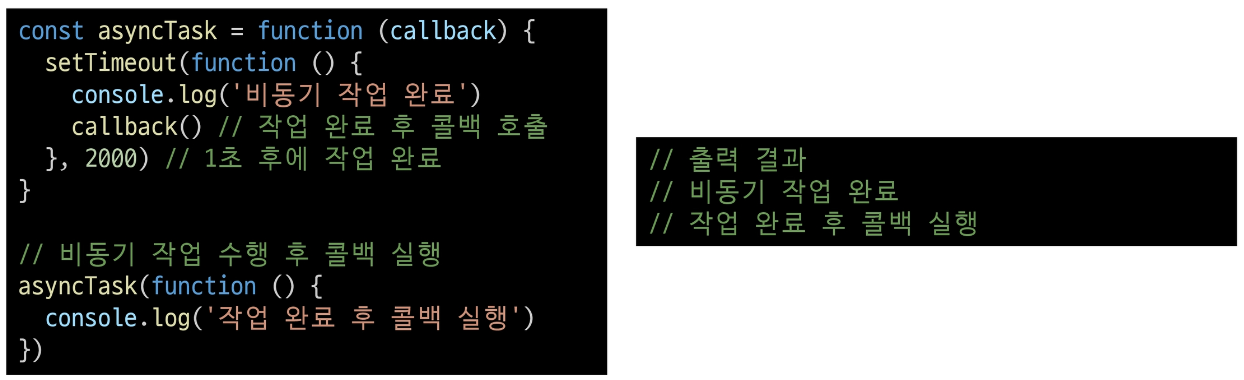 const asyncTask = function (callback) {
  setTimeout(function () {
    console.log('비동기 작업 완료')
    callback() // 작업 완료 후 콜백 호출
  }, 2000) // 1초 후에 작업 완료
}
// 비동기 작업 수행 후 콜백 실행
asyncTask(function () {
  console.log('작업 완료 후 콜백 실행')
})
// 출력 결과
// 비동기 작업 완료
// 작업 완료 후 콜백 실행